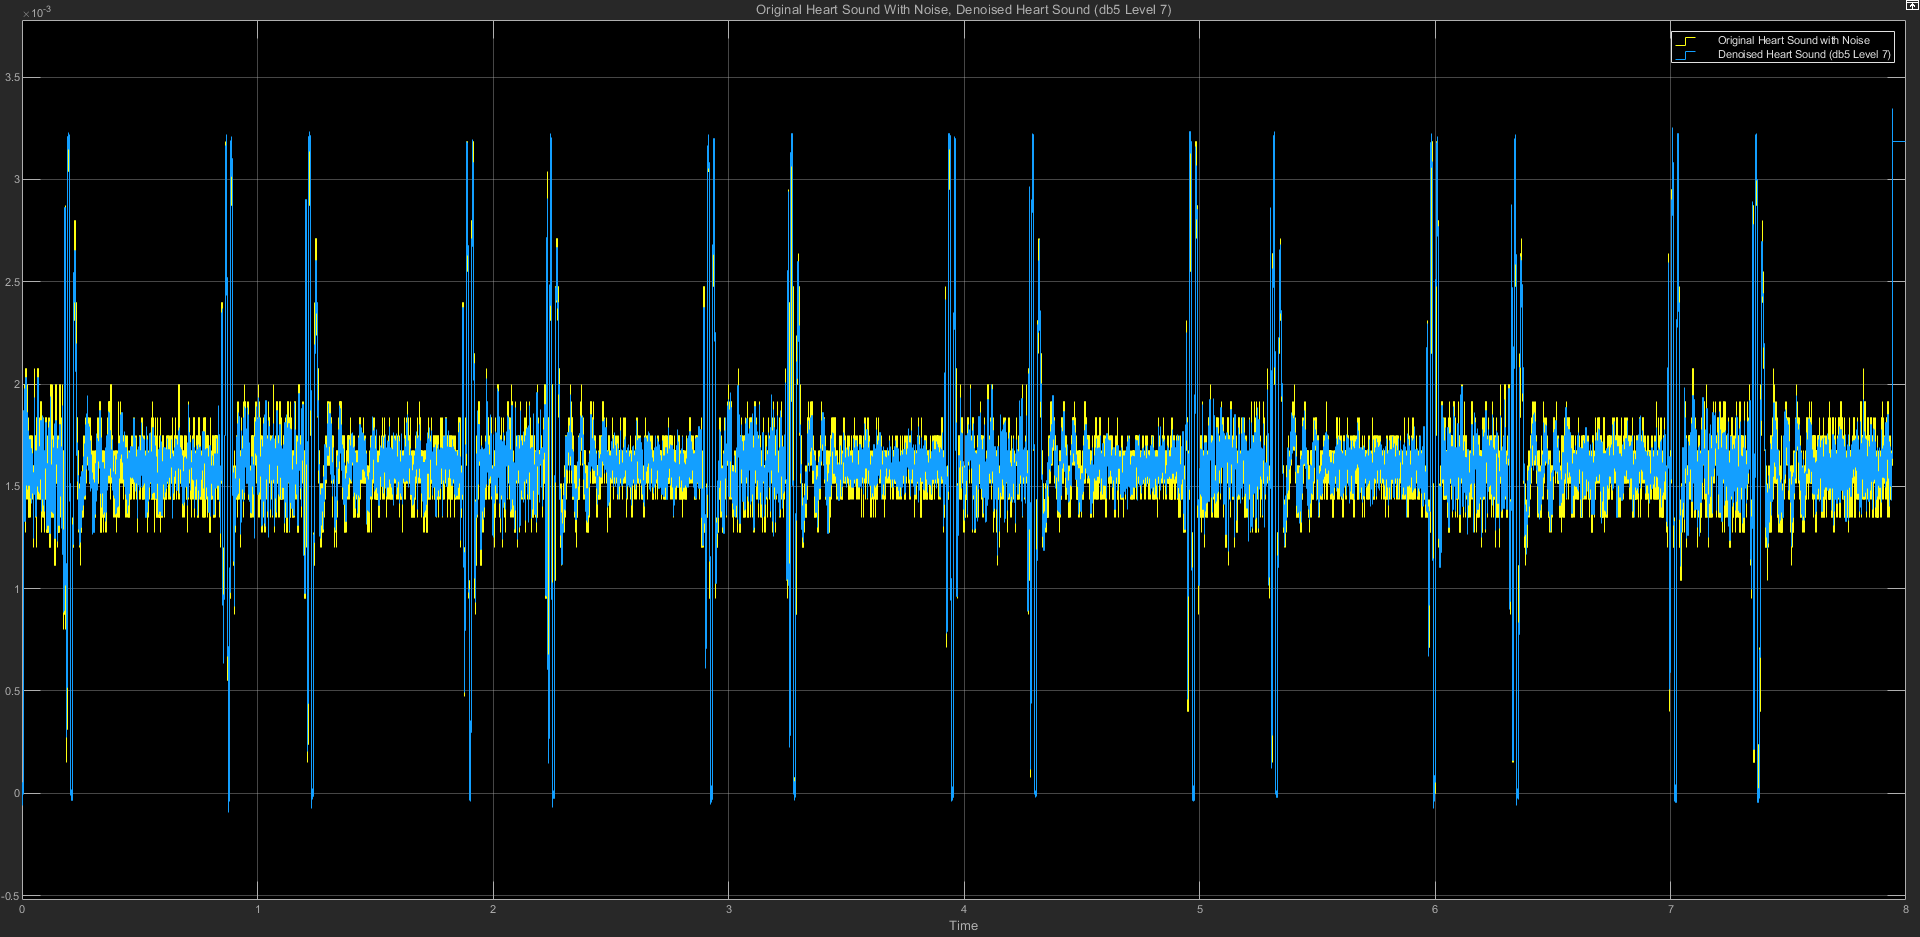 ×10-3
Original Heart Sound With Noise, Denoised Heart Sound (db5 Level 7)
Original Heart Sound with Noise
Denoised Heart Sound (db5 Level 7)
3.5
3
2.5
2
1.5
1
0.5
0
-0.5
0 1 2 3 4 5 6 7 8
Time